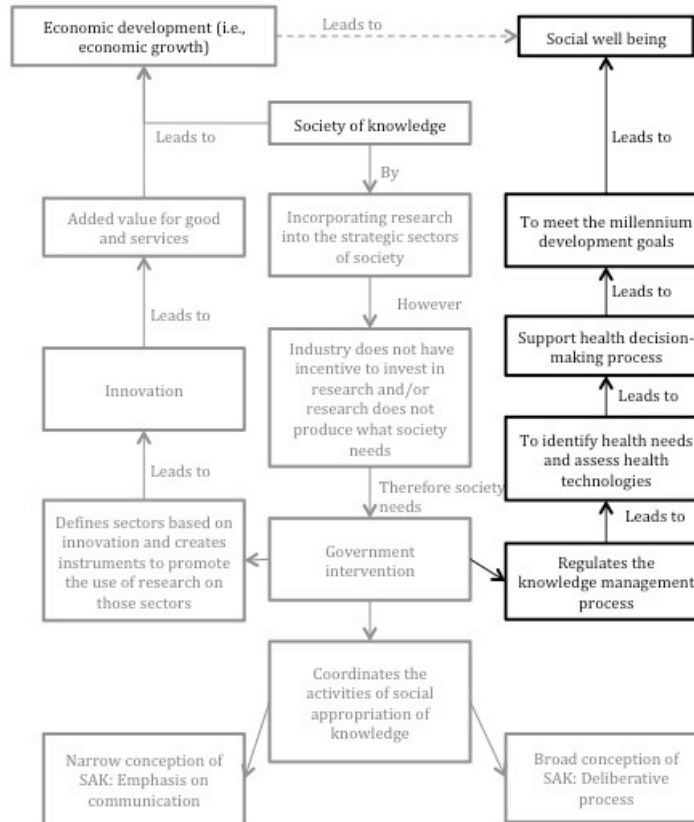 Economic development (i.e.,
economic growth)
Leads to
Social well being
Society of knowledge
Leads to
Leads to
By
Added value for good
and services
Incorporating research
into the strategic sectors
of society
To meet the millennium
development goals
Leads to
However
Leads to
Innovation
Industry does not have
incentive to invest in
research and/or
research does not
produce what society
needs
Support health decision-
making process
Leads to
To identify health needs
and assess health
technologies
Leads to
Therefore society
needs
Leads to
Defines sectors based on
innovation and creates
instruments to promote
the use of research on
those sectors
Government
intervention
Regulates the
knowledge management
process
Coordinates the
activities of social
appropriation of
knowledge
Narrow conception of
SAK: Emphasis on
communication
Broad conception of
SAK: Deliberative
process